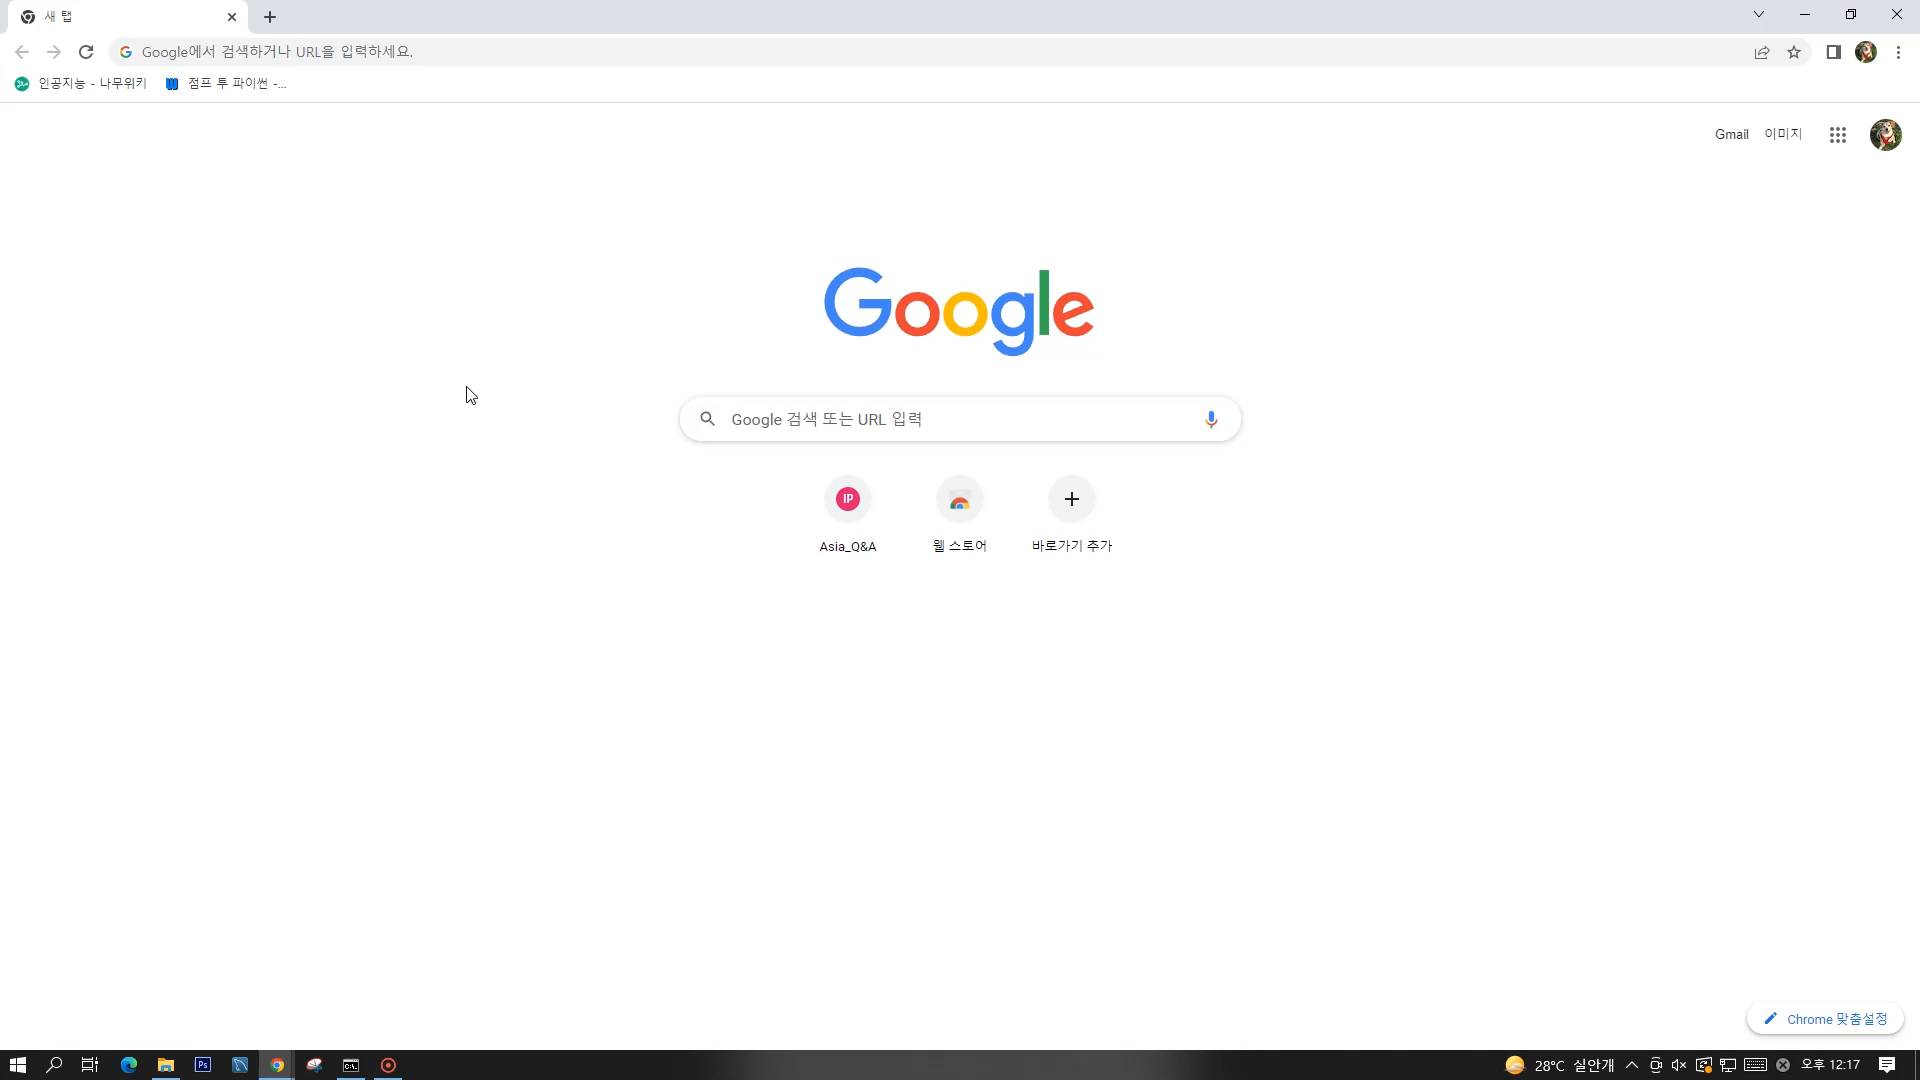 새 탭
Google에서 검색하거나 URL을 입력하세요.
인공지능 - 나무위키
점프 투 파이썬 -...
Gmail
이미지
Google
Google 검색 또는 URL 입력
IP
Asia_Q&A
웹 스토어
바로가기 추가
Chrome 맞춤설정
Ps
C:\.
28°C 실안개
오후 12:17